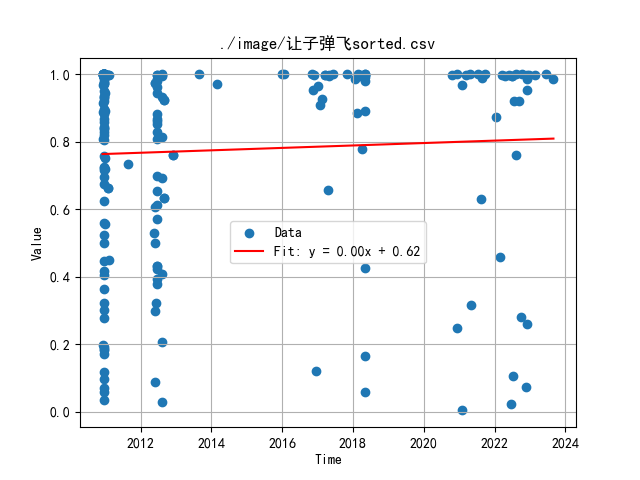 ./image/让子弹飞sorted.csv
1.0
0.8
0.6
0.4
0.2
0.0
Value
Data
Fit: y = 0.00x + 0.62
2012 2014 2016 2018 2020 2022 2024
Time